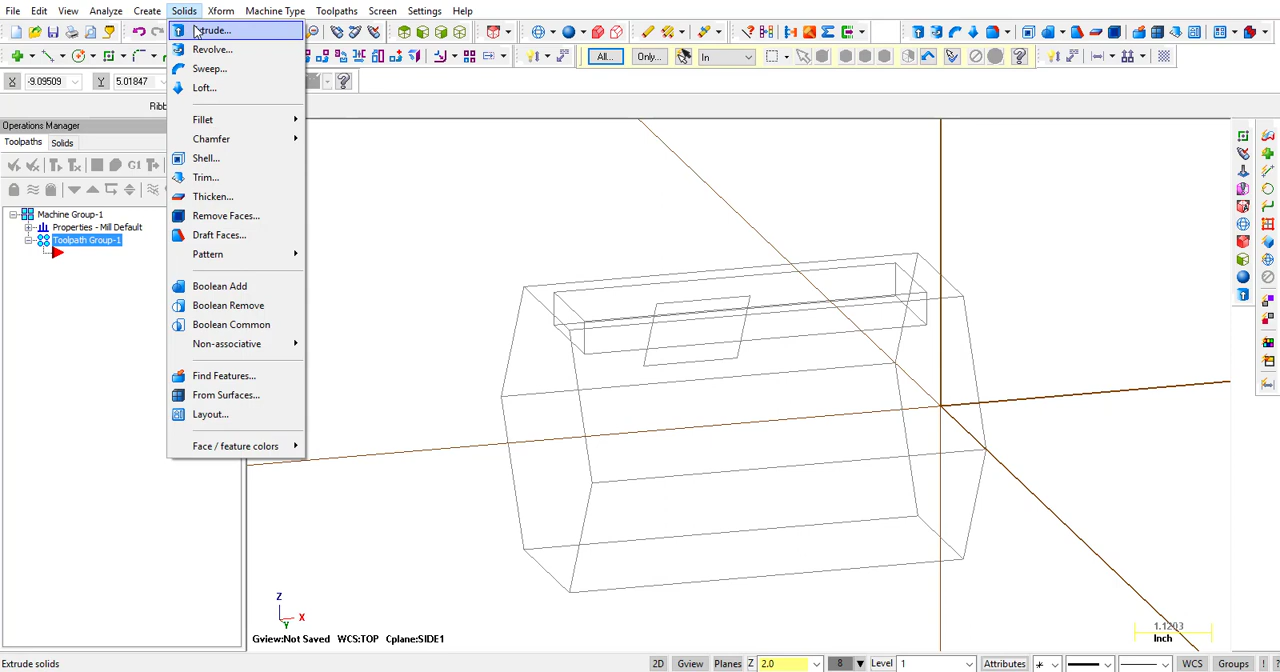 File Edit View Analyze Create Solids Xform Machine Type Toolpaths Screen Settings Help
All... Only... In
X -9.09509 Y 5.01847
Operations Manager
Toolpaths Solids
G1
Machine Group-1
Properties - Mill Default
Toolpath Group-1
Revolve...
Sweep...
Loft...
Fillet
Chamfer
Shell...
Trim...
Thicken...
Remove Faces...
Draft Faces...
Pattern
Boolean Add
Boolean Remove
Boolean Common
Non-associative
Find Features...
From Surfaces...
Layout...
Face / feature colors
Z
X
Y
Gview:Not Saved WCS:TOP Cplane:SIDE1
Inch
Extrude solids
2D Gview Planes Z 2.0 8 Level 1 Attributes WCS Groups